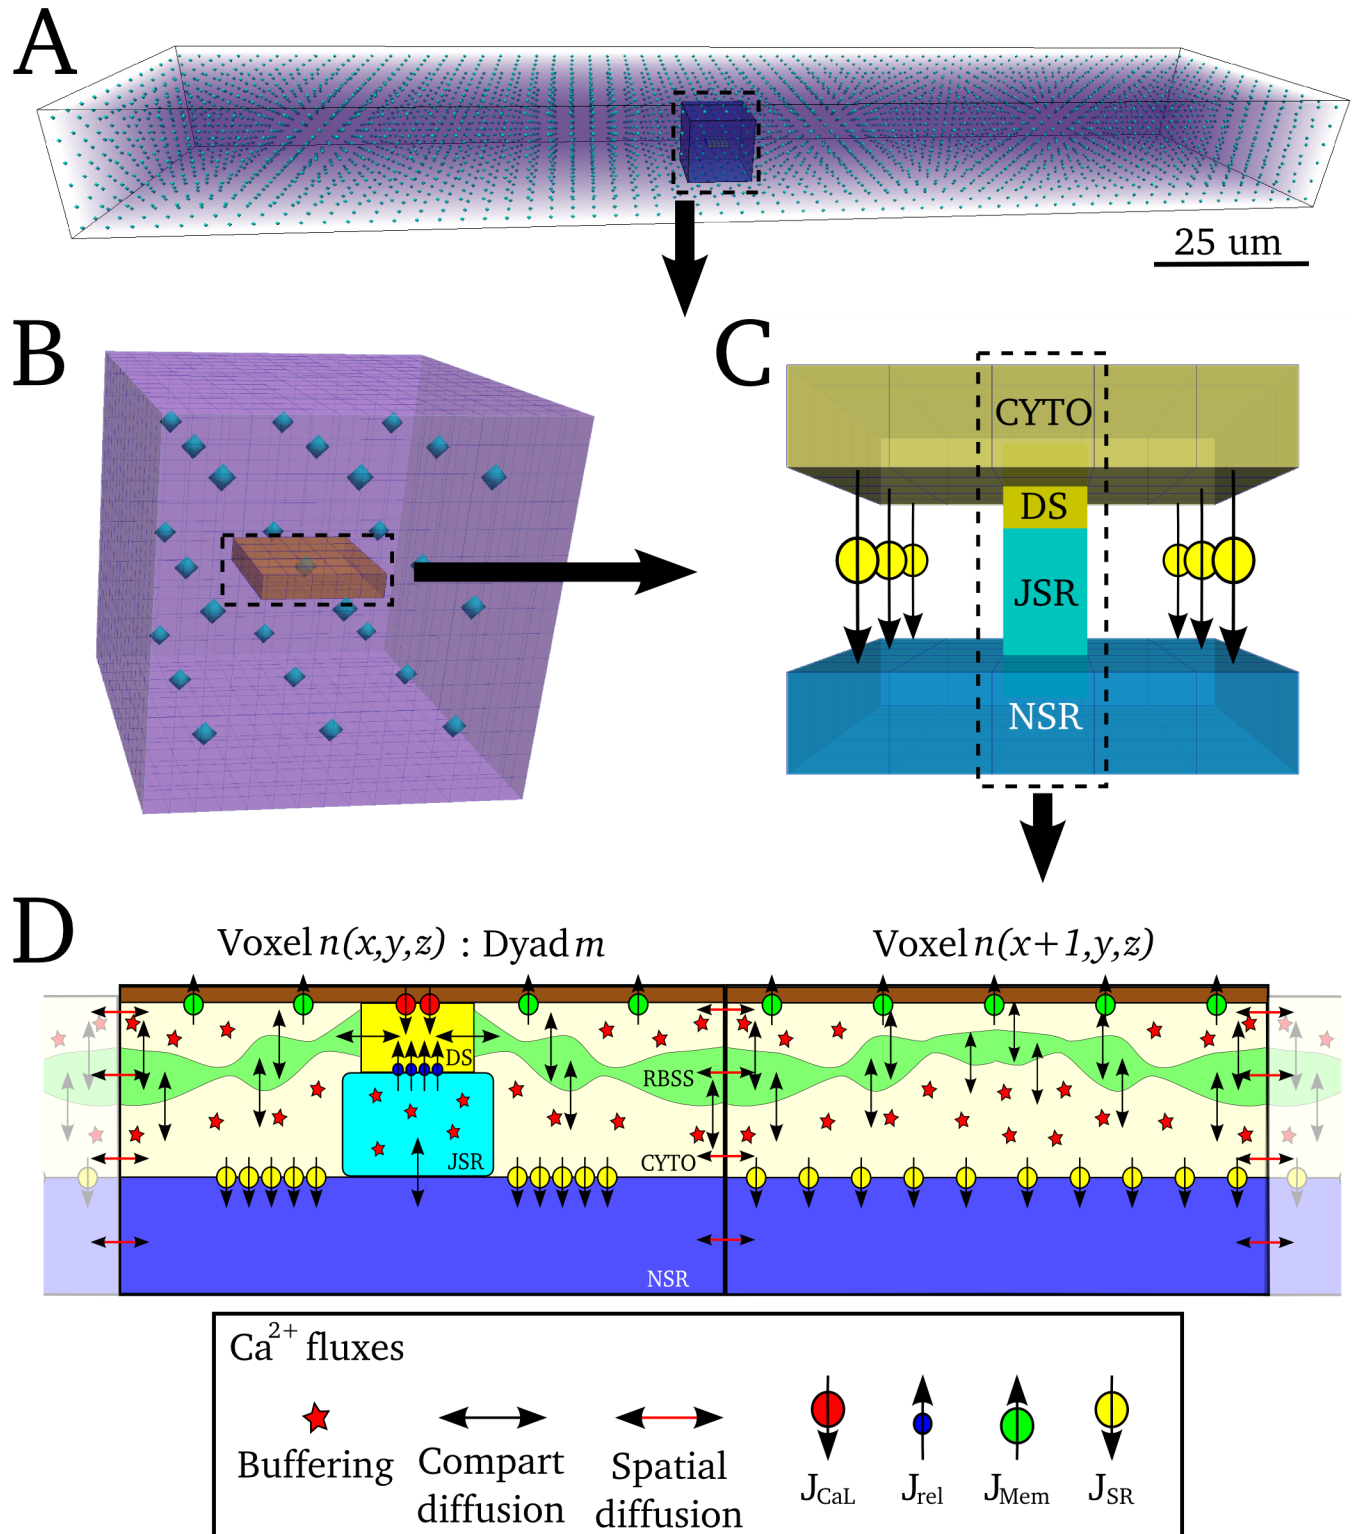 A
25 um
B
C
CYTO
DS
JSR
NSR
D
Voxel n(x,y,z) : Dyad m
Voxel n(x+1,y,z)
DS
RBSS
JSR
CYTO
NSR
Ca2+ fluxes
Buffering
Compart
diffusion
Spatial
diffusion
JCaL
Jrel
JMem
JSR